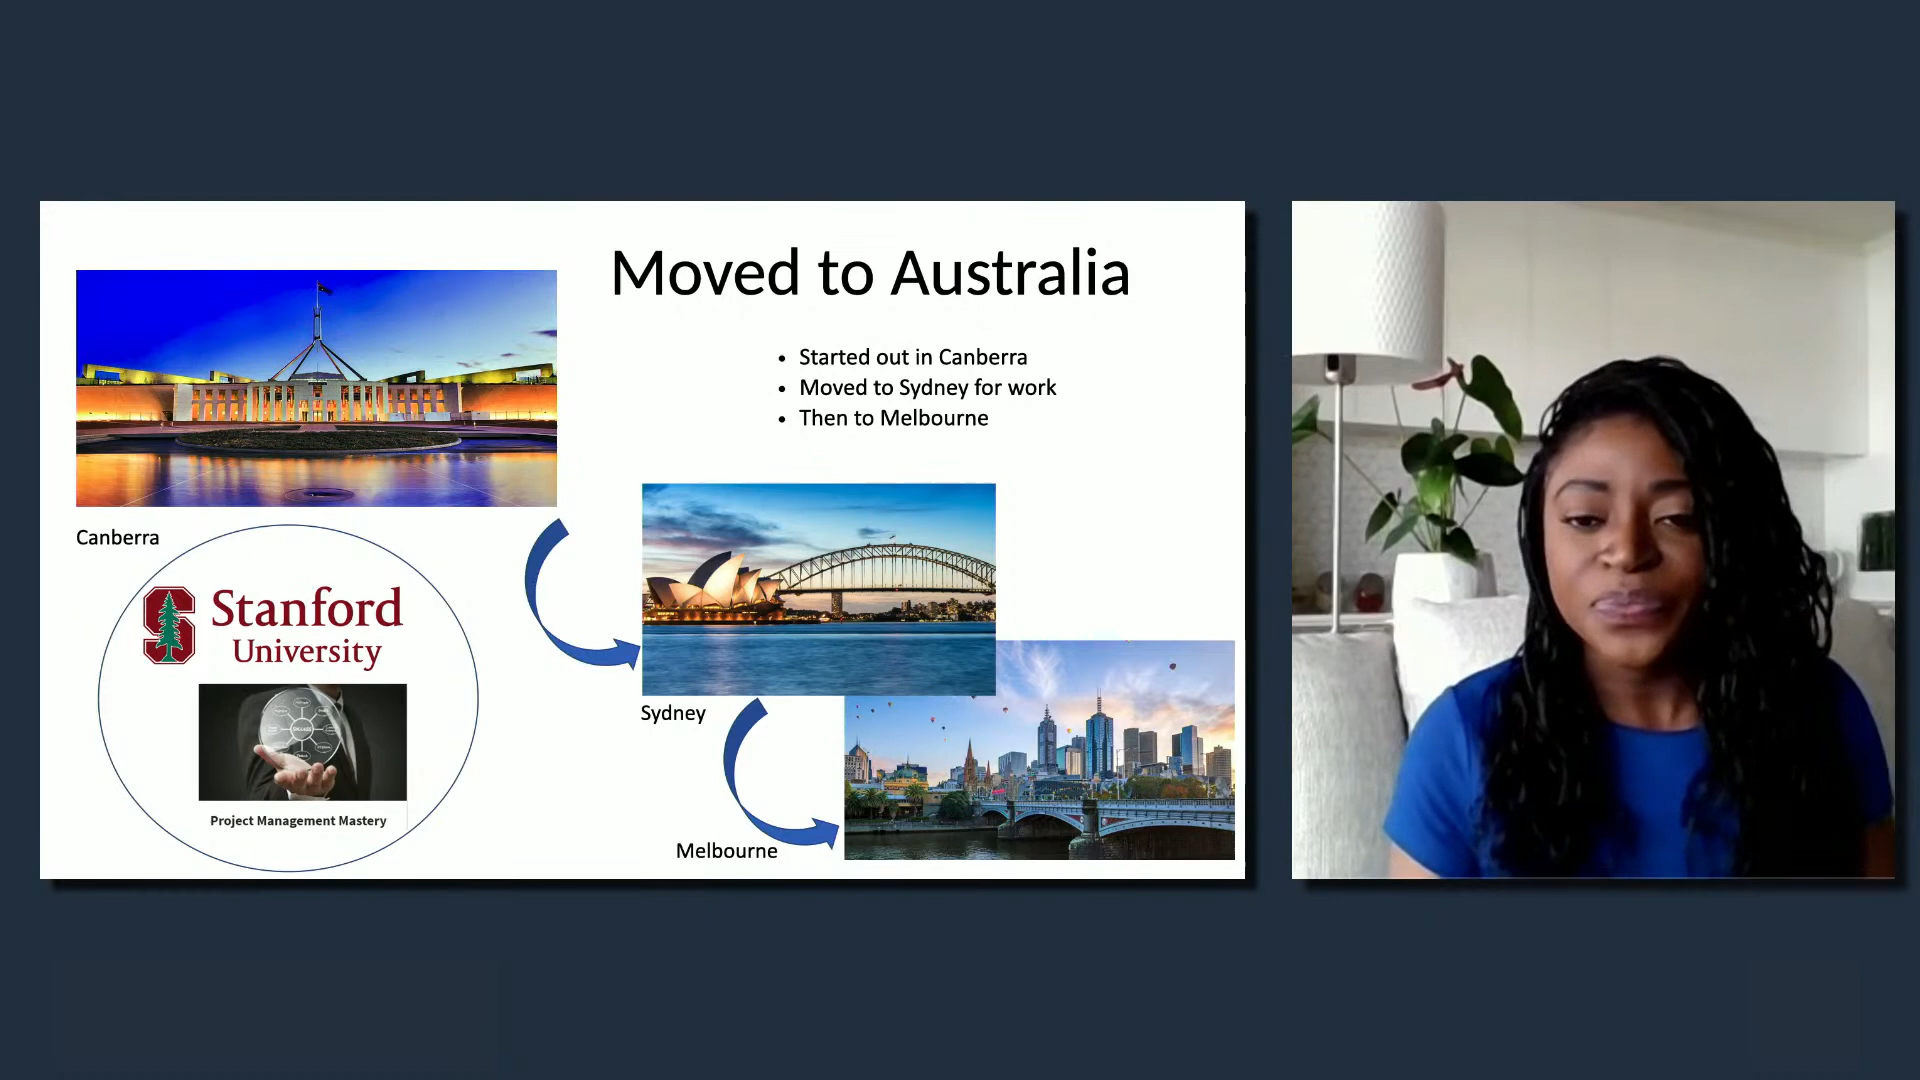 Moved to Australia
• Started out in Canberra
• Moved to Sydney for work
• Then to Melbourne
Canberra
Stanford
University
Project Management Mastery
Sydney
Melbourne